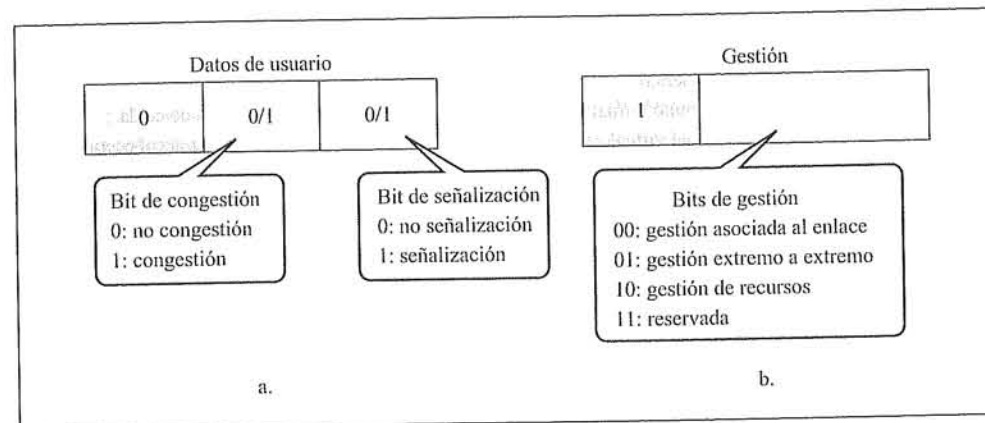 Datos de usuario
0
0/1
0/1
Bit de congestión
0: no congestión
1: congestión
Bit de señalización
0: no señalización
1: señalización
a.
Gestión
1
Bits de gestión
00: gestión asociada al enlace
01: gestión extremo a extremo
10: gestión de recursos
11: reservada
b.